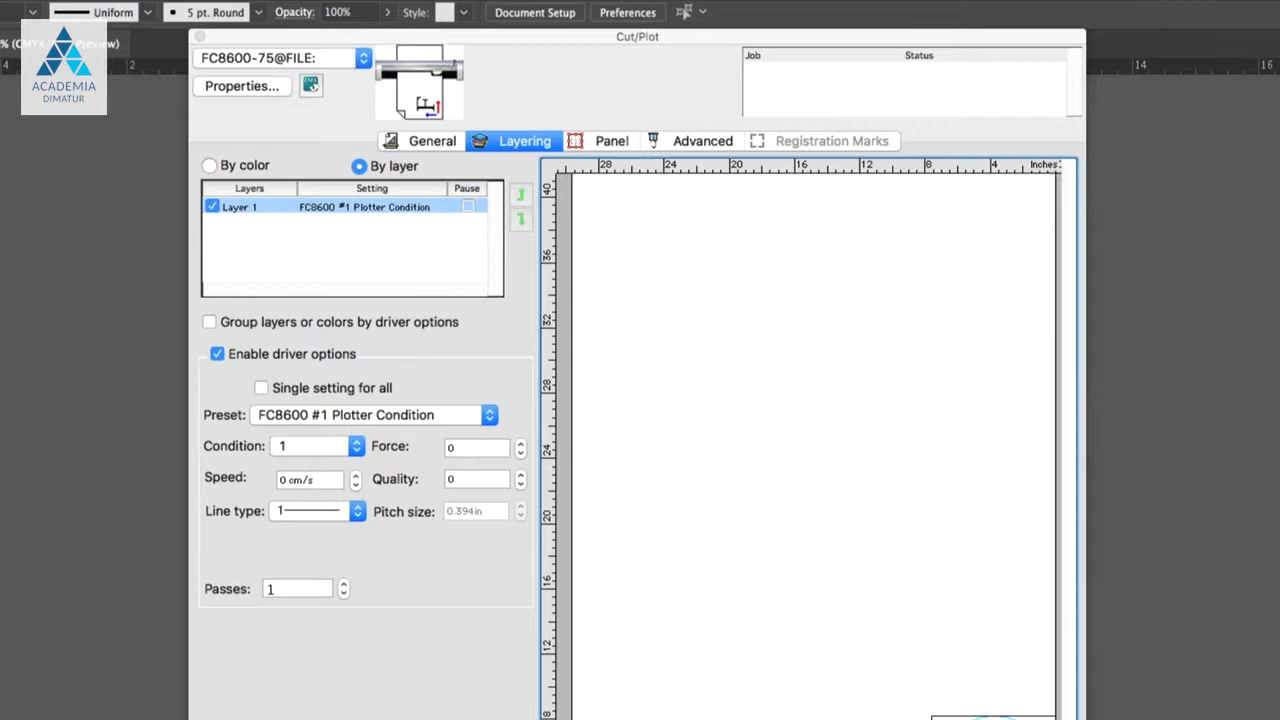 Uniform 5 pt. Round Opacity: 100% Style: Document Setup Preferences
Cut/Plot
ACADEMIA
DIMATUR
Preview)
4 2 14 16
FC8600-75@FILE:
Properties...
Job Status
General Layering Panel Advanced Registration Marks
By color By layer
28 24 20 16 12 8 4 Inches
Layers Setting Pause
Layer 1 FC8600 #1 Plotter Condition
Group layers or colors by driver options
Enable driver options
Single setting for all
Preset: FC8600 #1 Plotter Condition
Condition: 1 Force: 0
Speed: 0 cm/s Quality: 0
Line type: 1 Pitch size: 0.394in
Passes: 1
40
36
32
28
24
20
16
12
8